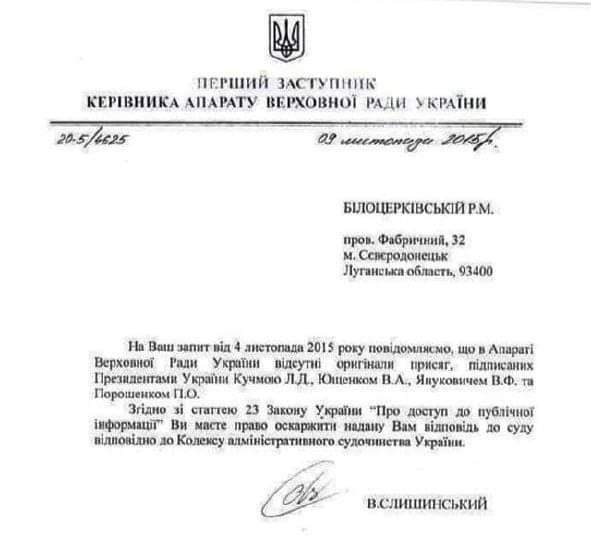 ПЕРШИЙ ЗАСТУПНИК
КЕРІВНИКА АПАРАТУ ВЕРХОВНОЇ РАДИ УКРАЇНИ
20-5/4625 09 листопада 2015р.
БІЛОЦЕРКІВСЬКІЙ Р.М.
пров. Фабричний, 32
м. Сєвєродонецьк
Луганська область, 93400
На Ваш запит від 4 листопада 2015 року повідомляємо, що в Апараті
Верховної Ради України відсутні оригінали присяг, підписаних
Президентами України Кучмою Л.Д., Ющенком В.А., Януковичем В.Ф. та
Порошенком П.О.
Згідно зі статтею 23 Закону України “Про доступ до публічної
інформації” Ви маєте право оскаржити надану Вам відповідь до суду
відповідно до Кодексу адміністративного судочинства України.
В.СЛИШИНСЬКИЙ